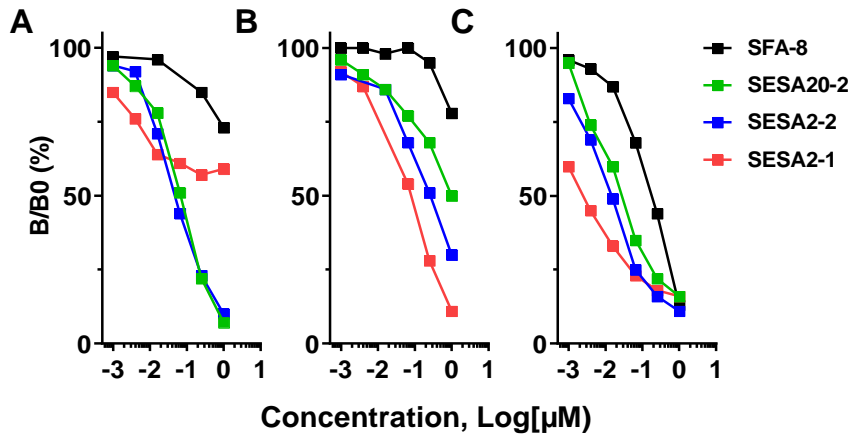 A
B
C
100
50
0
100
50
0
100
50
0
B/B0 (%)
-3 -2 -1 0 1
-3 -2 -1 0 1
-3 -2 -1 0 1
Concentration, Log[µM)
SFA-8
SESA20-2
SESA2-2
SESA2-1